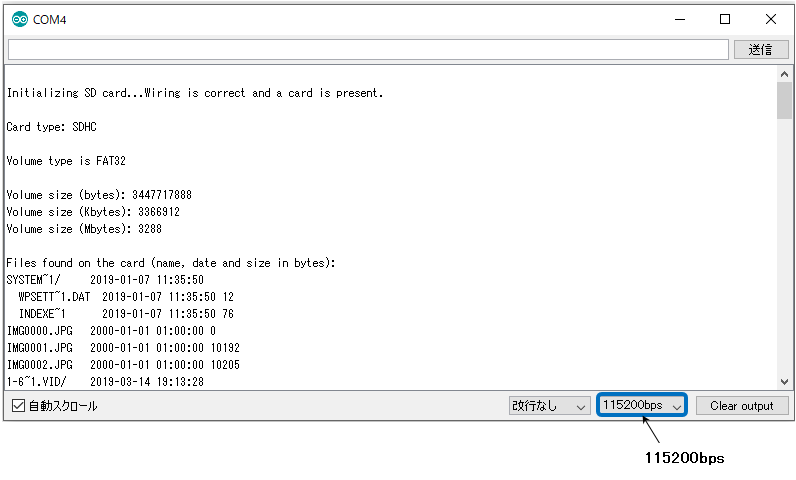 COM4
送信
Initializing SD card...Wiring is correct and a card is present.
Card type: SDHC
Volume type is FAT32
Volume size (bytes): 3447717888
Volume size (Kbytes): 3366912
Volume size (Mbytes): 3288
Files found on the card (name, date and size in bytes):
SYSTEM~1/     2019-01-07 11:35:50
  WPSETT~1.DAT  2019-01-07 11:35:50 12
  INDEXE~1      2019-01-07 11:35:50 76
IMG0000.JPG   2000-01-01 01:00:00 0
IMG0001.JPG   2000-01-01 01:00:00 10192
IMG0002.JPG   2000-01-01 01:00:00 10205
1-6~1.VID/    2019-03-14 19:13:28
自動スクロール 改行なし 115200bps Clear output
115200bps